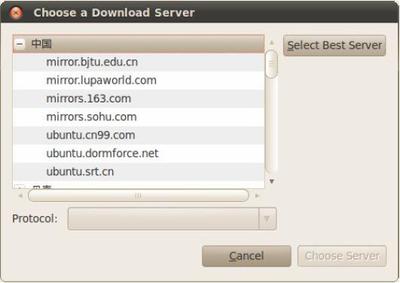 Choose a Download Server
中国
Select Best Server
mirror.bjtu.edu.cn
mirror.lupaworld.com
mirrors.163.com
mirrors.sohu.com
ubuntu.cn99.com
ubuntu.dormforce.net
ubuntu.srt.cn
Protocol:
Cancel
Choose Server